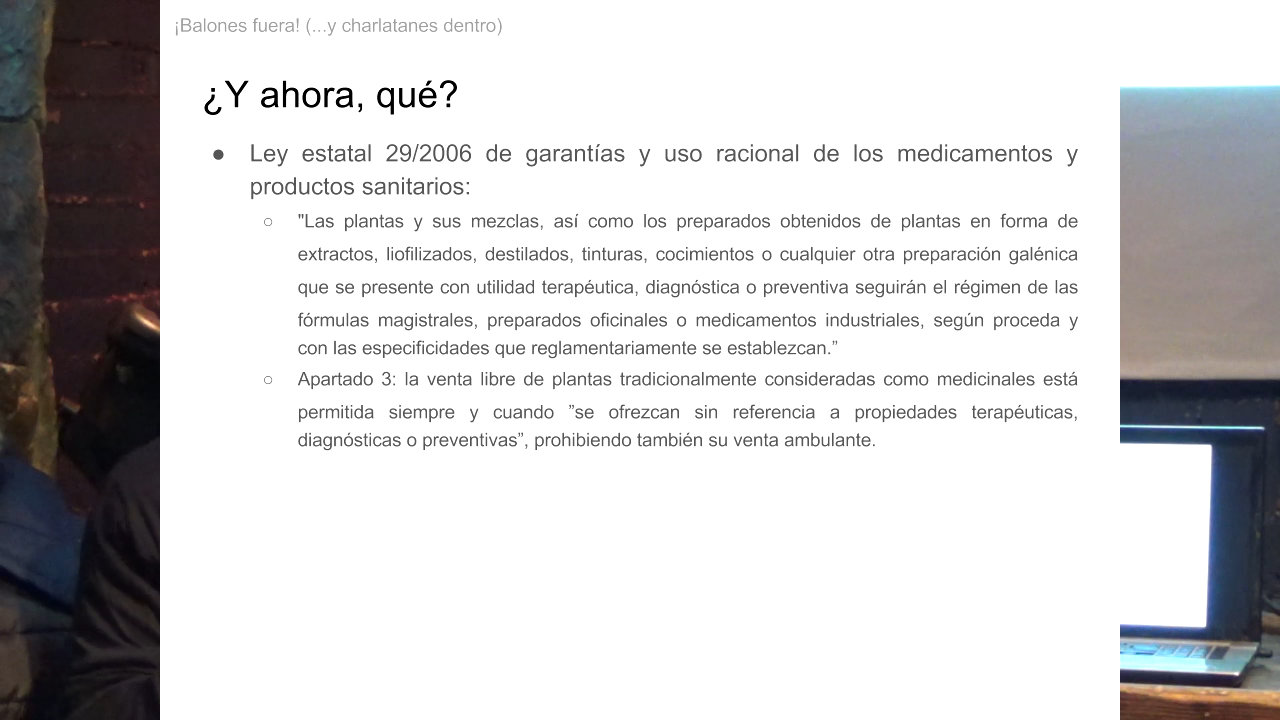 ¡Balones fuera! (...y charlatanes dentro)
¿Y ahora, qué?
● Ley estatal 29/2006 de garantías y uso racional de los medicamentos y
productos sanitarios:
○ "Las plantas y sus mezclas, así como los preparados obtenidos de plantas en forma de
extractos, liofilizados, destilados, tinturas, cocimientos o cualquier otra preparación galénica
que se presente con utilidad terapéutica, diagnóstica o preventiva seguirán el régimen de las
fórmulas magistrales, preparados oficinales o medicamentos industriales, según proceda y
con las especificidades que reglamentariamente se establezcan.”
○ Apartado 3: la venta libre de plantas tradicionalmente consideradas como medicinales está
permitida siempre y cuando ”se ofrezcan sin referencia a propiedades terapéuticas,
diagnósticas o preventivas”, prohibiendo también su venta ambulante.